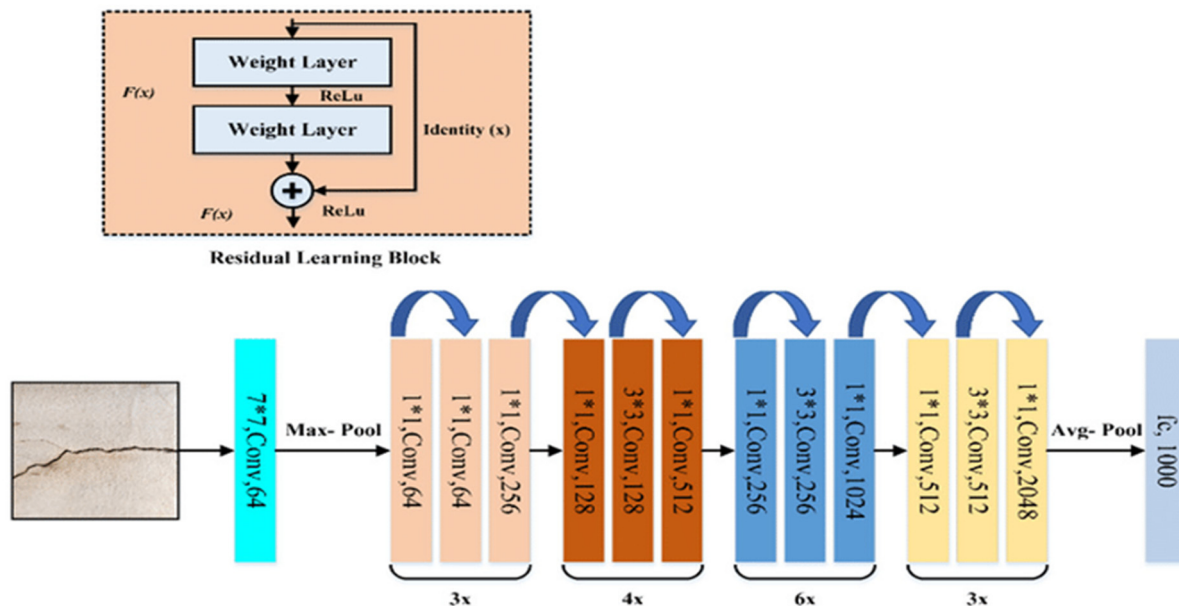 Weight Layer
F(x)
ReLu
Weight Layer
Identity (x)
+
F(x)
ReLu
Residual Learning Block
7*7,Conv,64
Max- Pool
1*1,Conv,64
1*1,Conv,64
1*1,Conv,256
1*1,Conv,128
3*3,Conv,128
1*1,Conv,512
1*1,Conv,256
3*3,Conv,256
1*1,Conv,1024
1*1,Conv,512
3*3,Conv,512
1*1,Conv,2048
Avg- Pool
fc, 1000
3x
4x
6x
3x